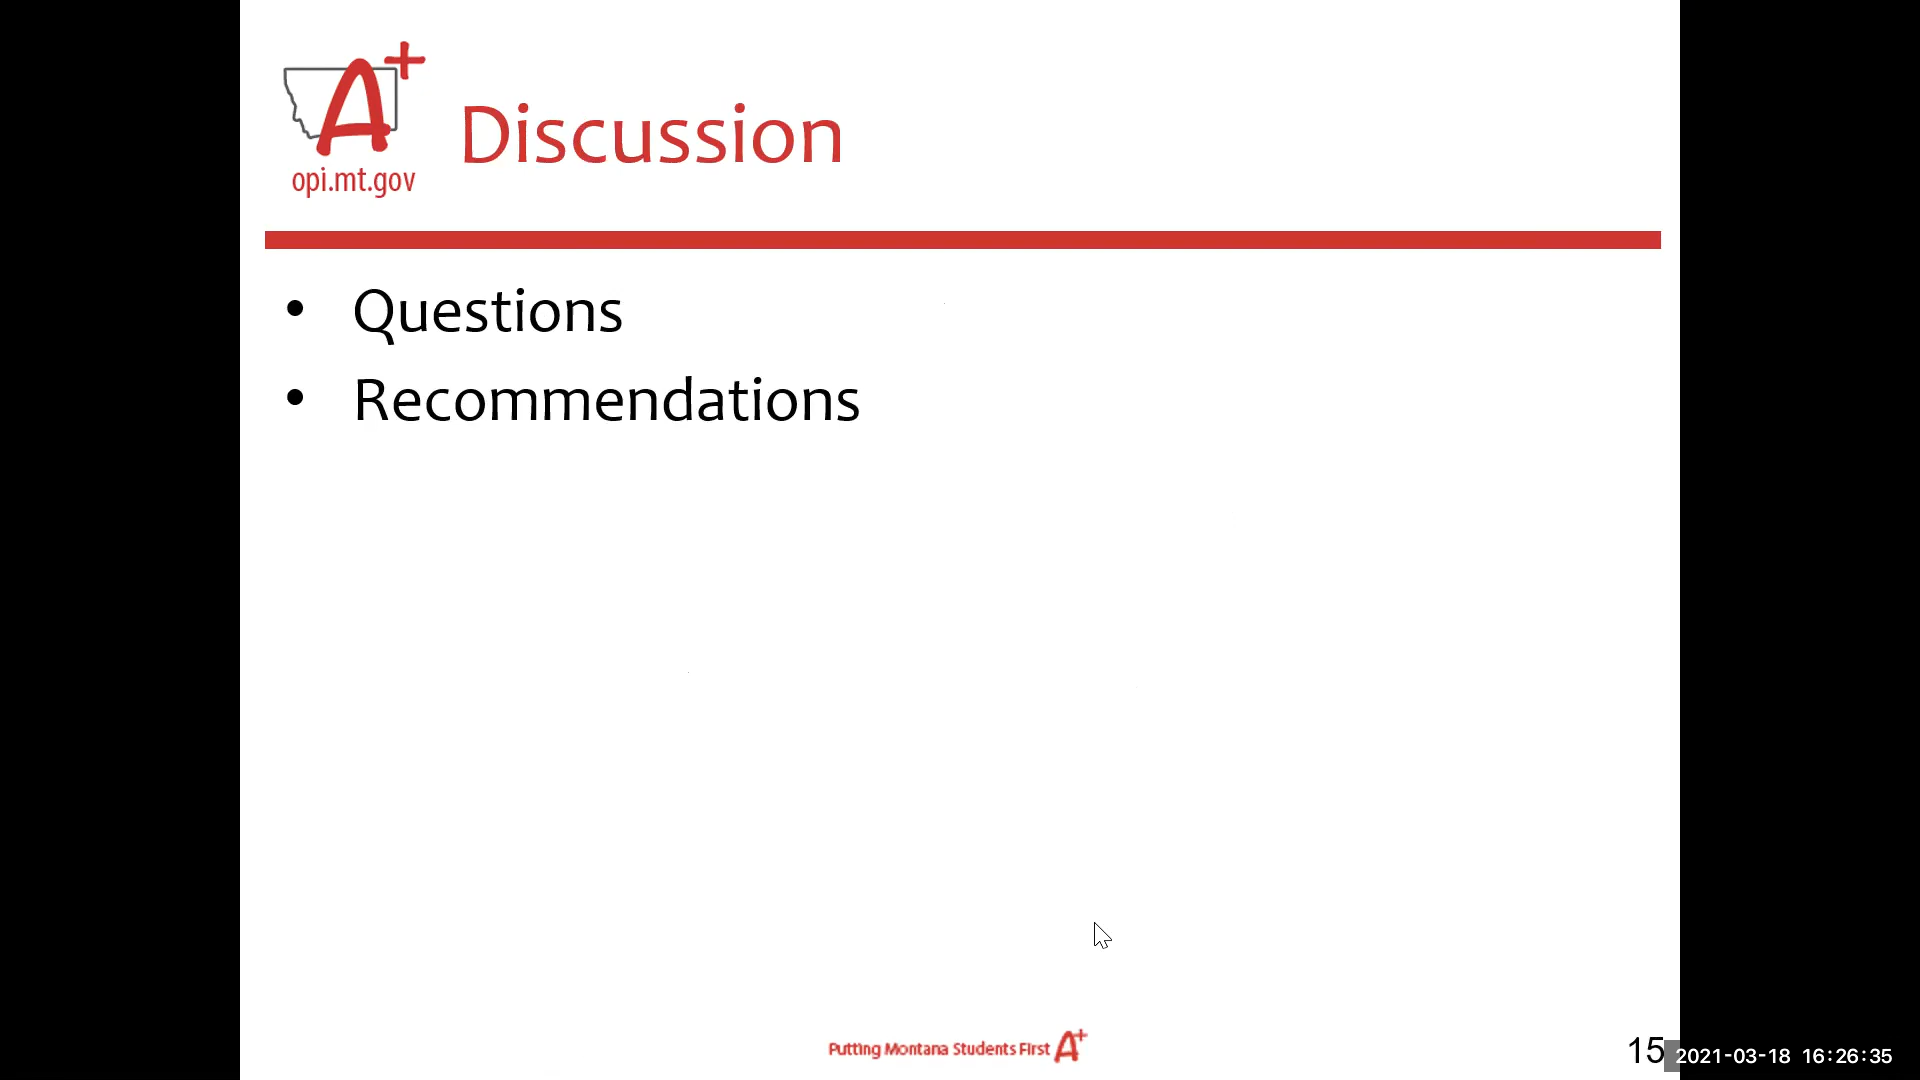 A+
opi.mt.gov
Discussion
• Questions
• Recommendations
Putting Montana Students First A+
15
2021-03-18 16:26:35